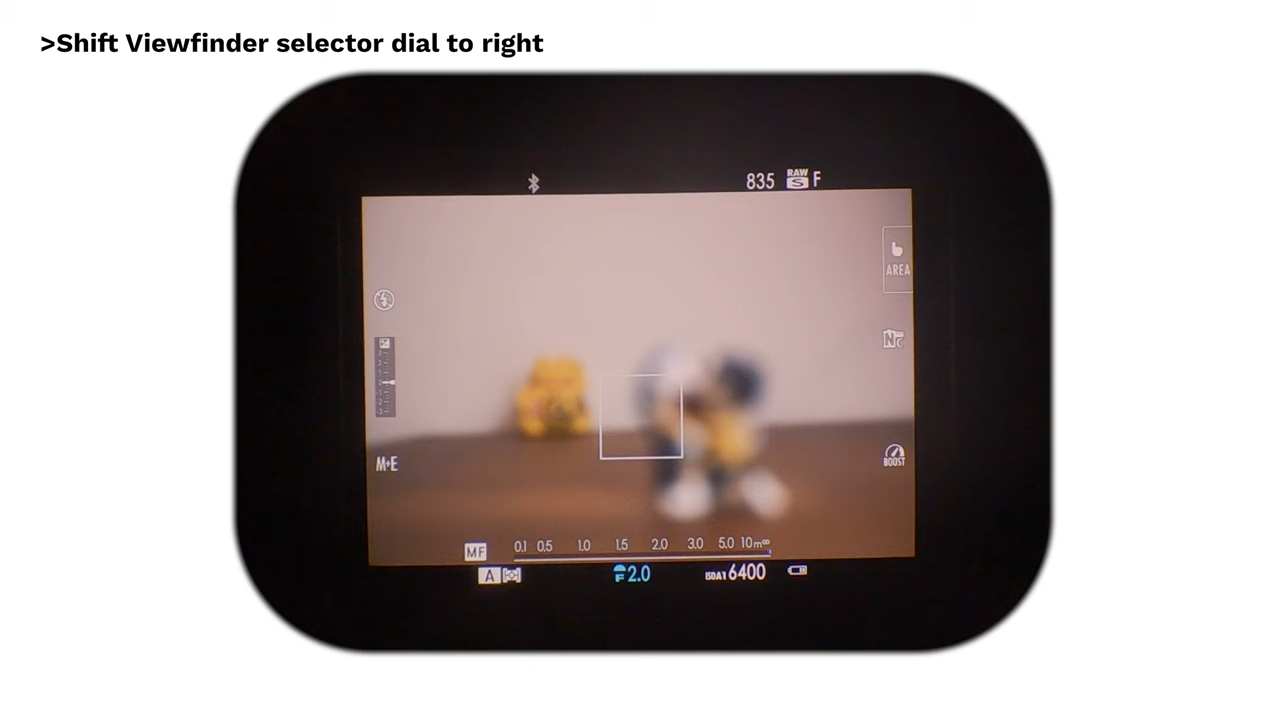 >Shift Viewfinder selector dial to right
835 RAW S F
AREA
M+E
BOOST
MF 0.1 0.5 1.0 1.5 2.0 3.0 5.0 10 m ∞
A F2.0 ISO A1 6400